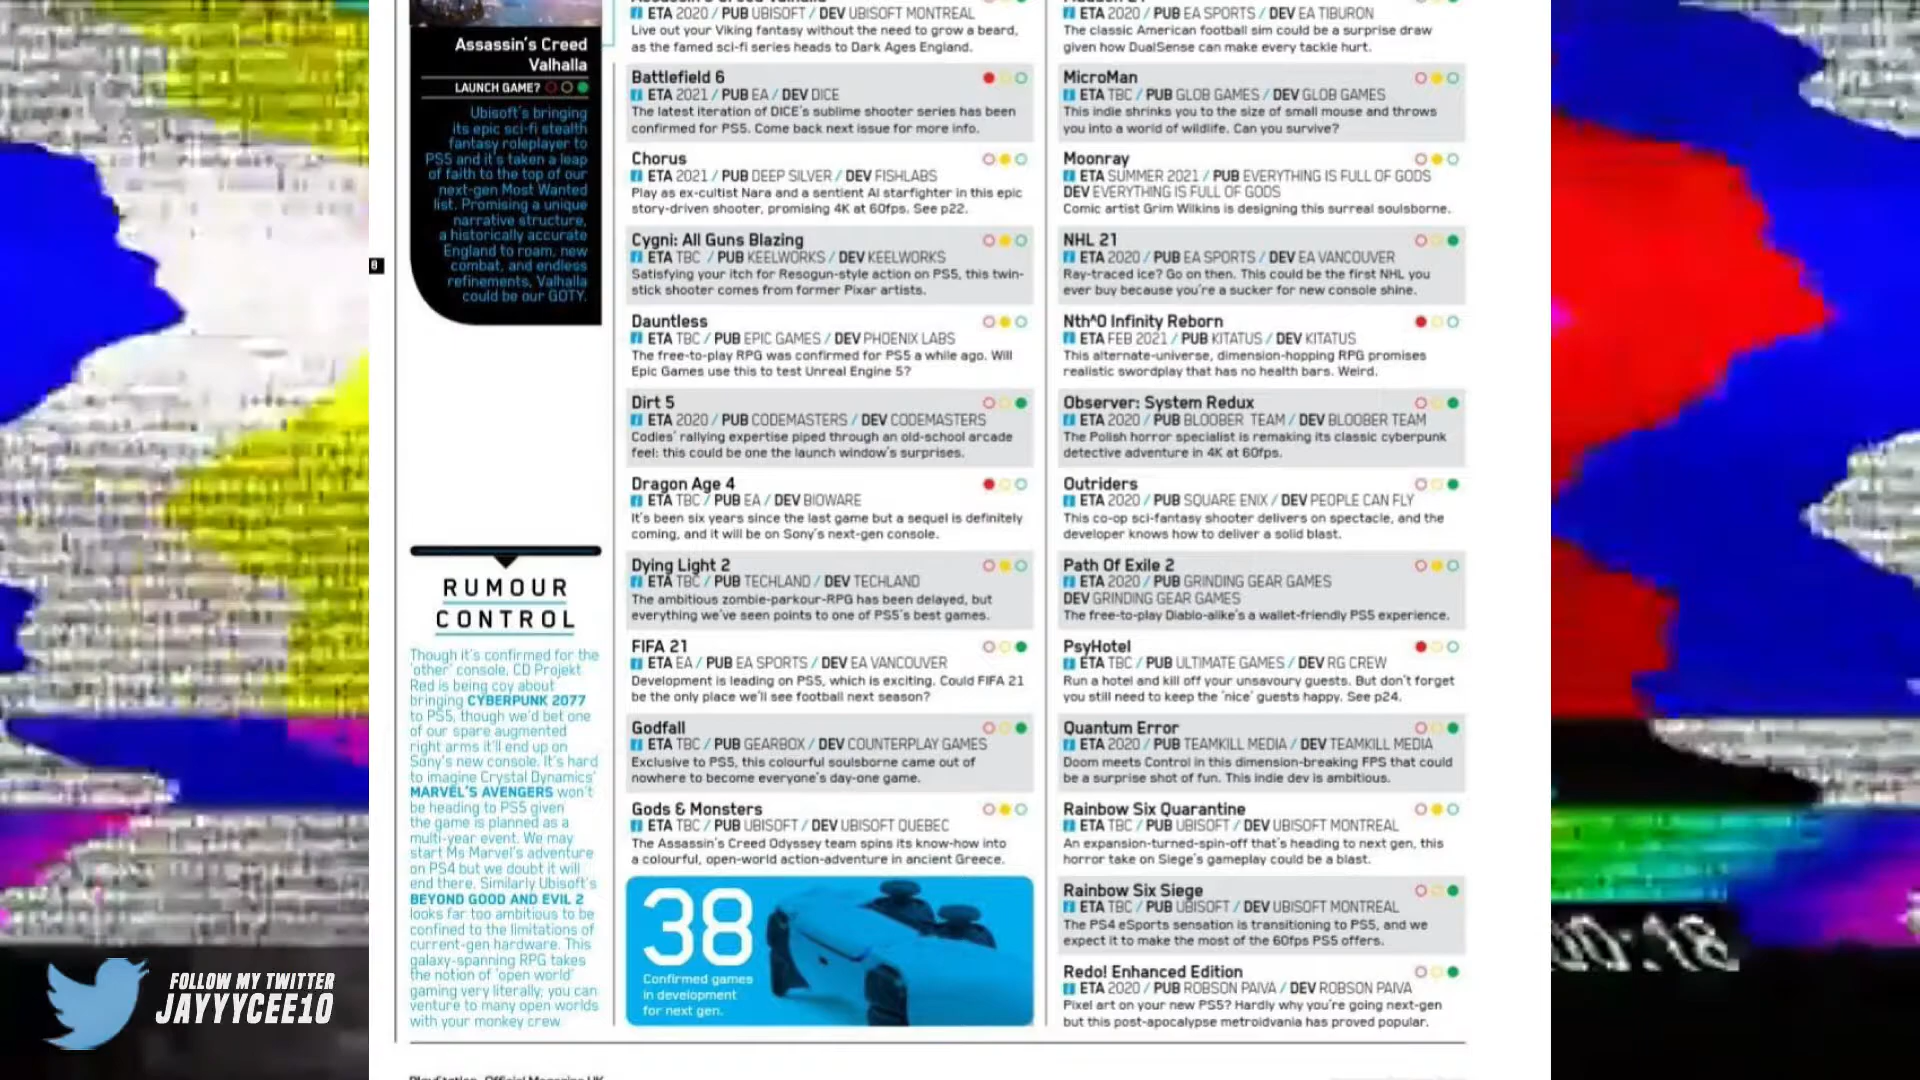 Assassin's Creed
Valhalla
LAUNCH GAME?
Ubisoft's bringing
its epic sci-fi stealth
fantasy roleplayer to
PS5 and it's taken a leap
of faith to the top of our
next-gen Most Wanted
list. Promising a unique
narrative structure,
a historically accurate
England to roam, new
combat, and endless
refinements, Valhalla
could be our GOTY.
8
RUMOUR
CONTROL
Though it's confirmed for the
'other' console, CD Projekt
Red is being coy about
bringing CYBERPUNK 2077
to PS5, though we'd bet one
of our spare augmented
right arms it'll end up on
Sony's new console. It's hard
to imagine Crystal Dynamics'
MARVEL'S AVENGERS won't
be heading to PS5 given
the game is planned as a
multi-year event. We may
start Ms Marvel's adventure
on PS4 but we doubt it will
end there. Similarly Ubisoft's
BEYOND GOOD AND EVIL 2
looks far too ambitious to be
confined to the limitations of
current-gen hardware. This
galaxy-spanning RPG takes
the notion of 'open world'
gaming very literally; you can
venture to many open worlds
with your monkey crew.
ETA 2020 / PUB UBISOFT / DEV UBISOFT MONTREAL
Live out your Viking fantasy without the need to grow a beard,
as the famed sci-fi series heads to Dark Ages England.
Battlefield 6
ETA 2021 / PUB EA / DEV DICE
The latest iteration of DICE's sublime shooter series has been
confirmed for PS5. Come back next issue for more info.
Chorus
ETA 2021 / PUB DEEP SILVER / DEV FISHLABS
Play as ex-cultist Nara and a sentient AI starfighter in this epic
story-driven shooter, promising 4K at 60fps. See p22.
Cygni: All Guns Blazing
ETA TBC / PUB KEELWORKS / DEV KEELWORKS
Satisfying your itch for Resogun-style action on PS5, this twin-
stick shooter comes from former Pixar artists.
Dauntless
ETA TBC / PUB EPIC GAMES / DEV PHOENIX LABS
The free-to-play RPG was confirmed for PS5 a while ago. Will
Epic Games use this to test Unreal Engine 5?
Dirt 5
ETA 2020 / PUB CODEMASTERS / DEV CODEMASTERS
Codies' rallying expertise piped through an old-school arcade
feel: this could be one the launch window's surprises.
Dragon Age 4
ETA TBC / PUB EA / DEV BIOWARE
It's been six years since the last game but a sequel is definitely
coming, and it will be on Sony's next-gen console.
Dying Light 2
ETA TBC / PUB TECHLAND / DEV TECHLAND
The ambitious zombie-parkour-RPG has been delayed, but
everything we've seen points to one of PS5's best games.
FIFA 21
ETA EA / PUB EA SPORTS / DEV EA VANCOUVER
Development is leading on PS5, which is exciting. Could FIFA 21
be the only place we'll see football next season?
Godfall
ETA TBC / PUB GEARBOX / DEV COUNTERPLAY GAMES
Exclusive to PS5, this colourful soulsborne came out of
nowhere to become everyone's day-one game.
Gods & Monsters
ETA TBC / PUB UBISOFT / DEV UBISOFT QUEBEC
The Assassin's Creed Odyssey team spins its know-how into
a colourful, open-world action-adventure in ancient Greece.
38
Confirmed games
in development
for next gen.
ETA 2020 / PUB EA SPORTS / DEV EA TIBURON
The classic American football sim could be a surprise draw
given how DualSense can make every tackle hurt.
MicroMan
ETA TBC / PUB GLOB GAMES / DEV GLOB GAMES
This indie shrinks you to the size of small mouse and throws
you into a world of wildlife. Can you survive?
Moonray
ETA SUMMER 2021 / PUB EVERYTHING IS FULL OF GODS
DEV EVERYTHING IS FULL OF GODS
Comic artist Grim Wilkins is designing this surreal soulsborne.
NHL 21
ETA 2020 / PUB EA SPORTS / DEV EA VANCOUVER
Ray-traced ice? Go on then. This could be the first NHL you
ever buy because you're a sucker for new console shine.
Nth^0 Infinity Reborn
ETA FEB 2021 / PUB KITATUS / DEV KITATUS
This alternate-universe, dimension-hopping RPG promises
realistic swordplay that has no health bars. Weird.
Observer: System Redux
ETA 2020 / PUB BLOOBER TEAM / DEV BLOOBER TEAM
The Polish horror specialist is remaking its classic cyberpunk
detective adventure in 4K at 60fps.
Outriders
ETA 2020 / PUB SQUARE ENIX / DEV PEOPLE CAN FLY
This co-op sci-fantasy shooter delivers on spectacle, and the
developer knows how to deliver a solid blast.
Path Of Exile 2
ETA 2020 / PUB GRINDING GEAR GAMES
DEV GRINDING GEAR GAMES
The free-to-play Diablo-alike's a wallet-friendly PS5 experience.
PsyHotel
ETA TBC / PUB ULTIMATE GAMES / DEV RG CREW
Run a hotel and kill off your unsavoury guests. But don't forget
you still need to keep the 'nice' guests happy. See p24.
Quantum Error
ETA 2020 / PUB TEAMKILL MEDIA / DEV TEAMKILL MEDIA
Doom meets Control in this dimension-breaking FPS that could
be a surprise shot of fun. This indie dev is ambitious.
Rainbow Six Quarantine
ETA TBC / PUB UBISOFT / DEV UBISOFT MONTREAL
An expansion-turned-spin-off that's heading to next gen, this
horror take on Siege's gameplay could be a blast.
Rainbow Six Siege
ETA TBC / PUB UBISOFT / DEV UBISOFT MONTREAL
The PS4 eSports sensation is transitioning to PS5, and we
expect it to make the most of the 60fps PS5 offers.
Redo! Enhanced Edition
ETA 2020 / PUB ROBSON PAIVA / DEV ROBSON PAIVA
Pixel art on your new PS5? Hardly why you're going next-gen
but this post-apocalypse metroidvania has proved popular.
FOLLOW MY TWITTER
JAYYYCEE10